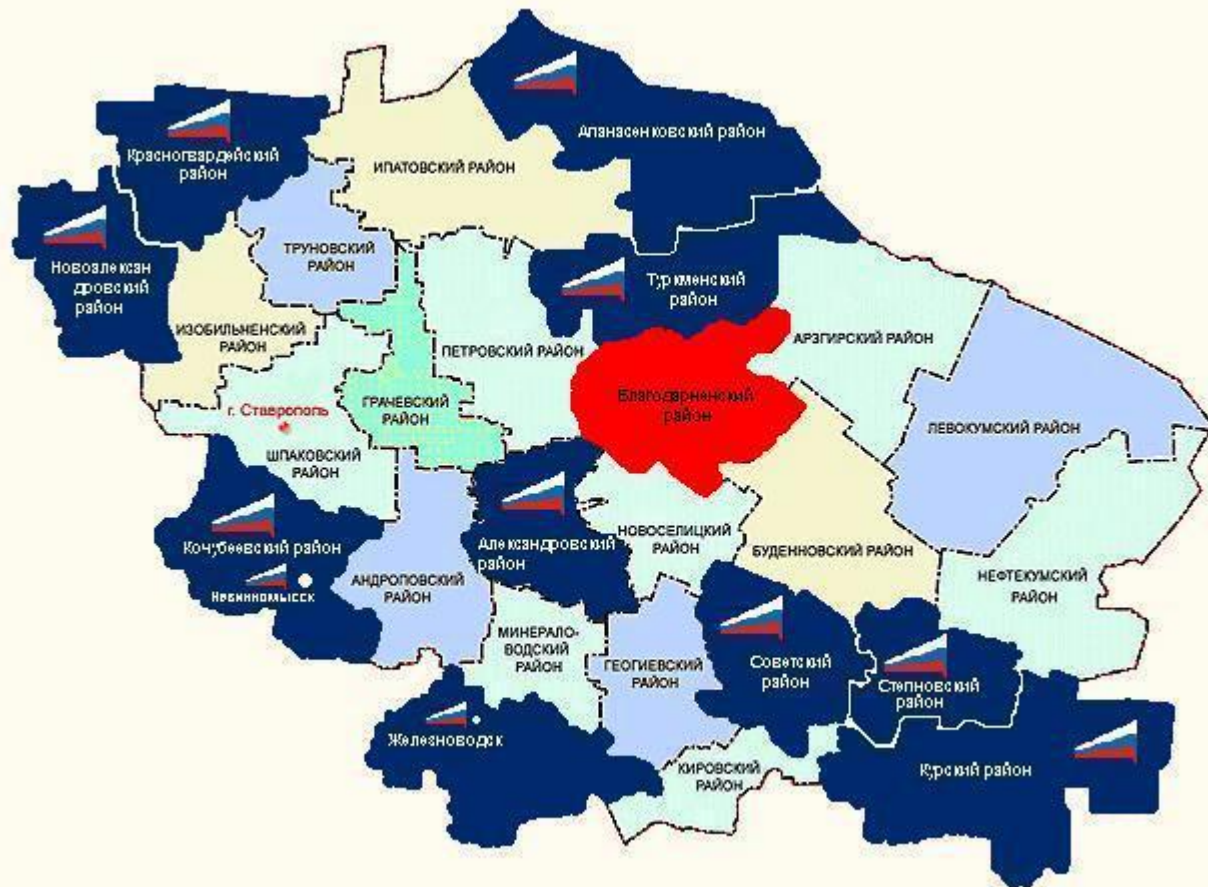 Апанасенковский район
Красногвардейский
район
ИПАТОВСКИЙ РАЙОН
ТРУНОВСКИЙ
РАЙОН
Новоалексан
дровский
район
Туркменский
район
ИЗОБИЛЬНЕНСКИЙ
РАЙОН
ПЕТРОВСКИЙ РАЙОН
АРЗГИРСКИЙ РАЙОН
Благодарненский
район
ГРАЧЕВСКИЙ
РАЙОН
г. Ставрополь
ЛЕВОКУМСКИЙ РАЙОН
ШПАКОВСКИЙ
РАЙОН
Кочубеевский район
Невинномысск
Александровский
район
НОВОСЕЛИЦКИЙ
РАЙОН
БУДЕННОВСКИЙ РАЙОН
АНДРОПОВСКИЙ
РАЙОН
НЕФТЕКУМСКИЙ
РАЙОН
МИНЕРАЛО-
ВОДСКИЙ
РАЙОН
ГЕОГИЕВСКИЙ
РАЙОН
Советский
район
Степновский
район
Железноводск
КИРОВСКИЙ
РАЙОН
Курский район